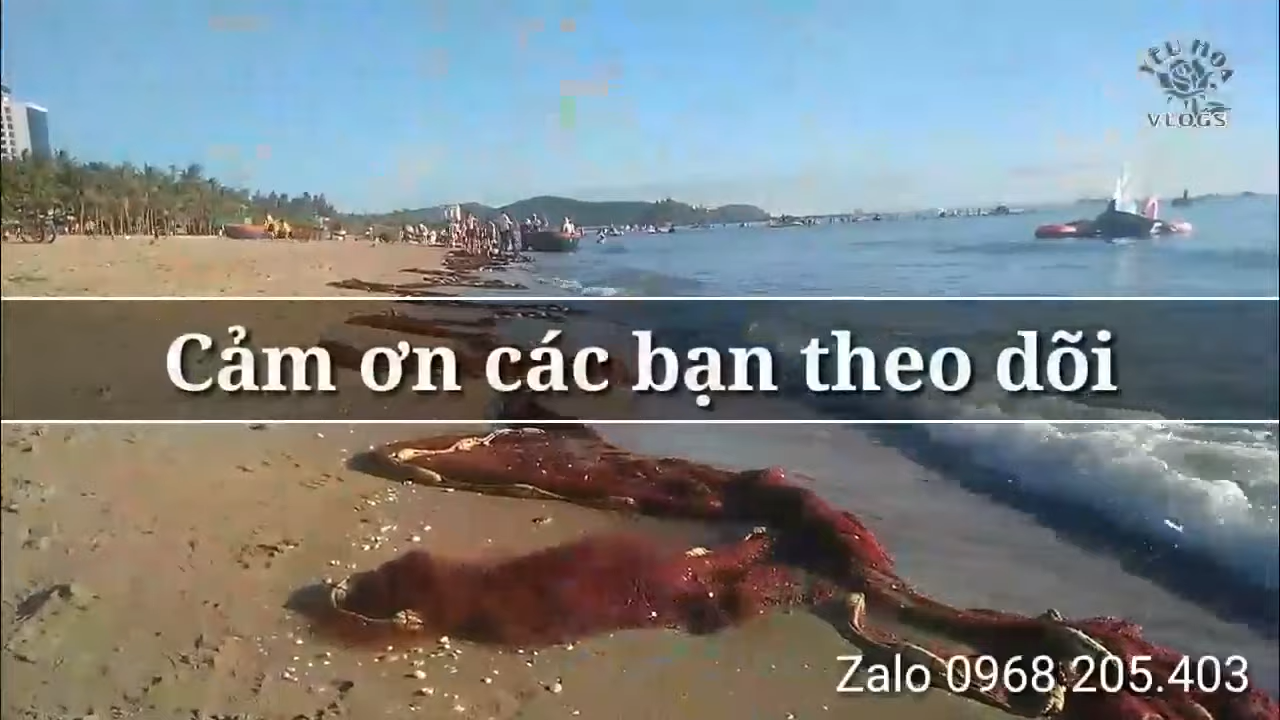 YÊU HOA
VLOGS
Cảm ơn các bạn theo dõi
Zalo 0968.205.403